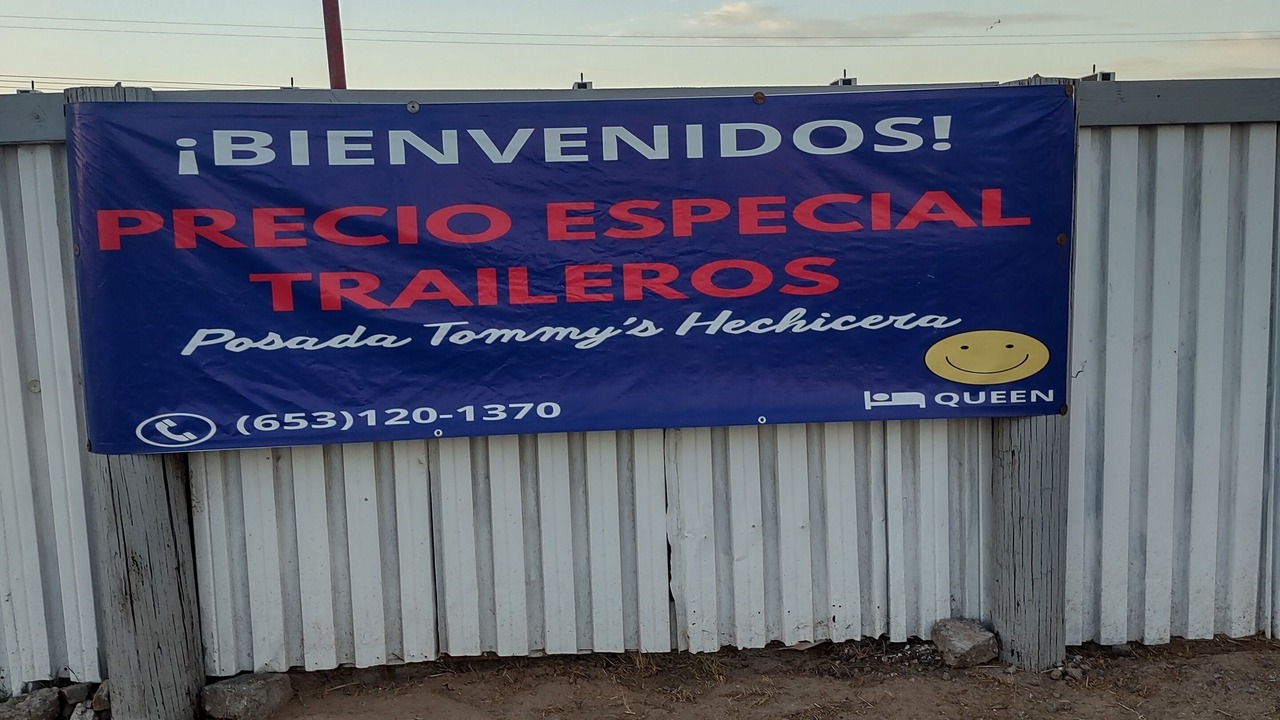 ¡BIENVENIDOS!
PRECIO ESPECIAL
TRAILEROS
Posada Tommy's Hechicera
(653)120-1370
QUEEN